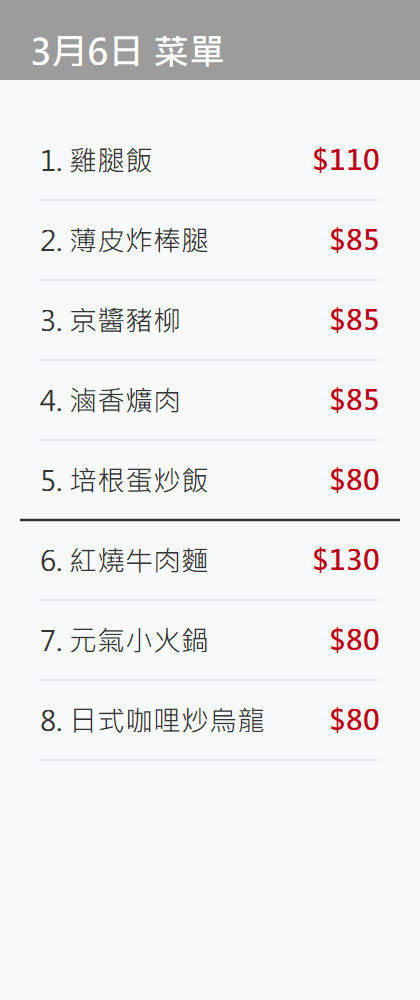 3月6日 菜單
1. 雞腿飯 $110
2. 薄皮炸棒腿 $85
3. 京醬豬柳 $85
4. 滷香爌肉 $85
5. 培根蛋炒飯 $80
6. 紅燒牛肉麵 $130
7. 元氣小火鍋 $80
8. 日式咖哩炒烏龍 $80